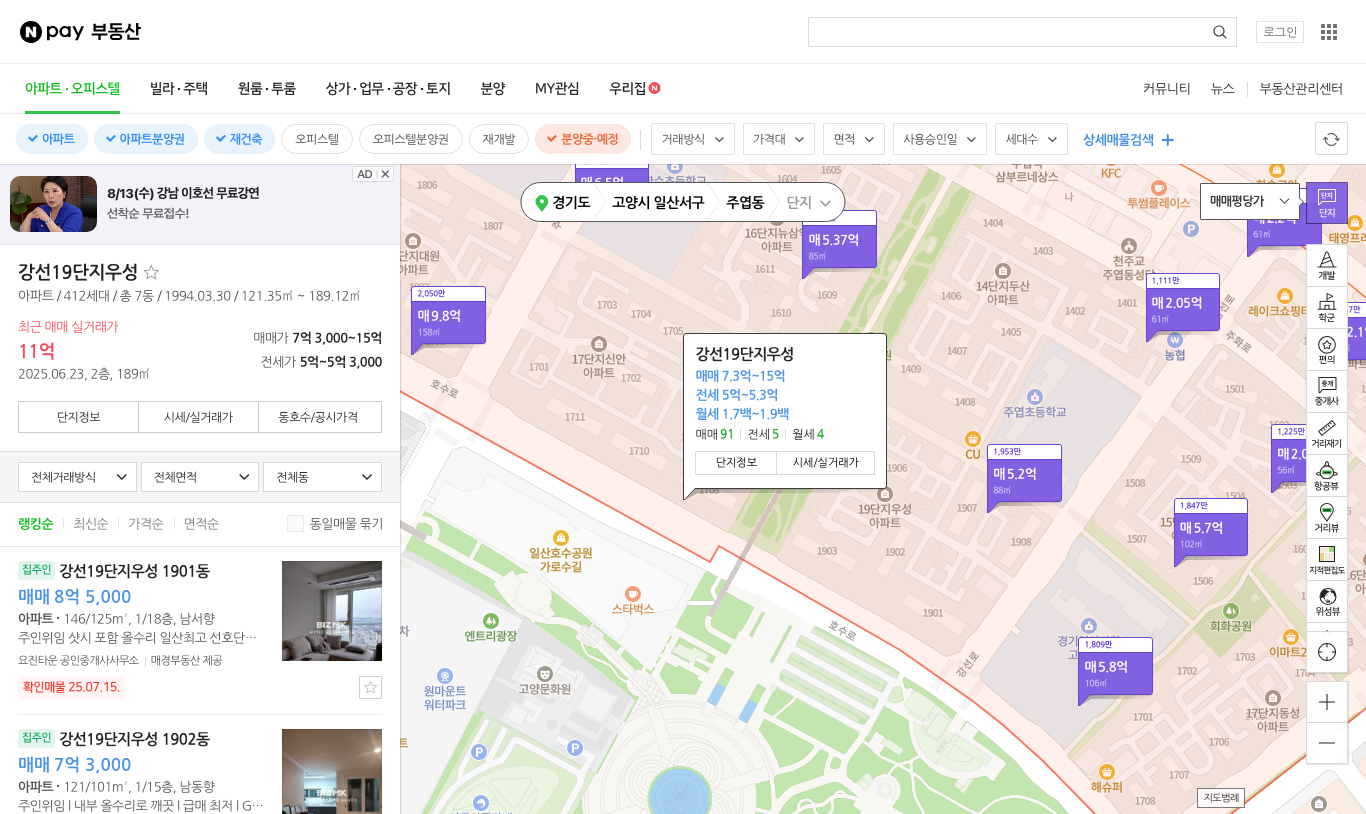 N pay 부동산
로그인
아파트·오피스텔 빌라·주택 원룸·투룸 상가·업무·공장·토지 분양 MY관심 우리집 N
커뮤니티 뉴스 부동산관리센터
아파트 아파트분양권 재건축 오피스텔 오피스텔분양권 재개발 분양중·예정 거래방식 가격대 면적 사용승인일 세대수 상세매물검색
AD
8/13(수) 강남 이호선 무료강연
선착순 무료접수!
강선19단지우성
아파트 / 412세대 / 총 7동 / 1994.03.30 / 121.35㎡ ~ 189.12㎡
최근 매매 실거래가
11억
2025.06.23, 2층, 189㎡
매매가 7억 3,000~15억
전세가 5억~5억 3,000
단지정보 시세/실거래가 동호수/공시가격
전체거래방식 전체면적 전체동
랭킹순 최신순 가격순 면적순 동일매물 묶기
집주인 강선19단지우성 1901동
매매 8억 5,000
아파트 · 146/125m², 1/18층, 남서향
주인위임 샷시 포함 올수리 일산최고 선호단…
요진타운 공인중개사사무소 매경부동산 제공
확인매물 25.07.15.
BIZMK
집주인 강선19단지우성 1902동
매매 7억 3,000
아파트 · 121/101m², 1/15층, 남동향
주인위임 l 내부 올수리로 깨끗 l 급매 최저 l G…
BIZMK
경기도 고양시 일산서구 주엽동 단지
매매평당가
단지
단지
개발
학군
편의
중개
중개사
거리재기
항공뷰
거리뷰
지적편집도
위성뷰
지도범례
강선19단지우성
매매 7.3억~15억
전세 5억~5.3억
월세 1.7백~1.9백
매매 91 전세 5 월세 4
단지정보 시세/실거래가
2,050만
매 9.8억
158㎡
매 6.5억
매 5.37억
85㎡
매 2.2억
61㎡
1,111만
매 2.05억
61㎡
1,953만
매 5.2억
88㎡
1,225만
매 2.0
56㎡
1,847만
매 5.7억
102㎡
1,809만
매 5.8억
106㎡
1806
1807
1604
1605
1611
1609
1610
1703
1704
1705
1701
1702
1711
1708
1404
1403
1406
1402
1401
1405
1407
1409
1408
1501
1509
1508
1504
1503
1507
1506
1906
1907
1908
1903
1902
1901
1702
1703
1701
1707
1706
1708
단지대원
아파트
16단지뉴삼익
아파트
17단지신안
아파트
14단지두산
아파트
19단지우성
아파트
17단지동성
아파트
삼부르네상스
KFC
투썸플레이스
천주교
주엽동성당
레이크쇼핑타
태영프라
농협
주엽초등학교
CU
호수로
주화로
강선로
호수로
일산호수공원
가로수길
스타벅스
엔트리광장
고양문화원
원마운트
워터파크
회화공원
이마트2
해슈퍼